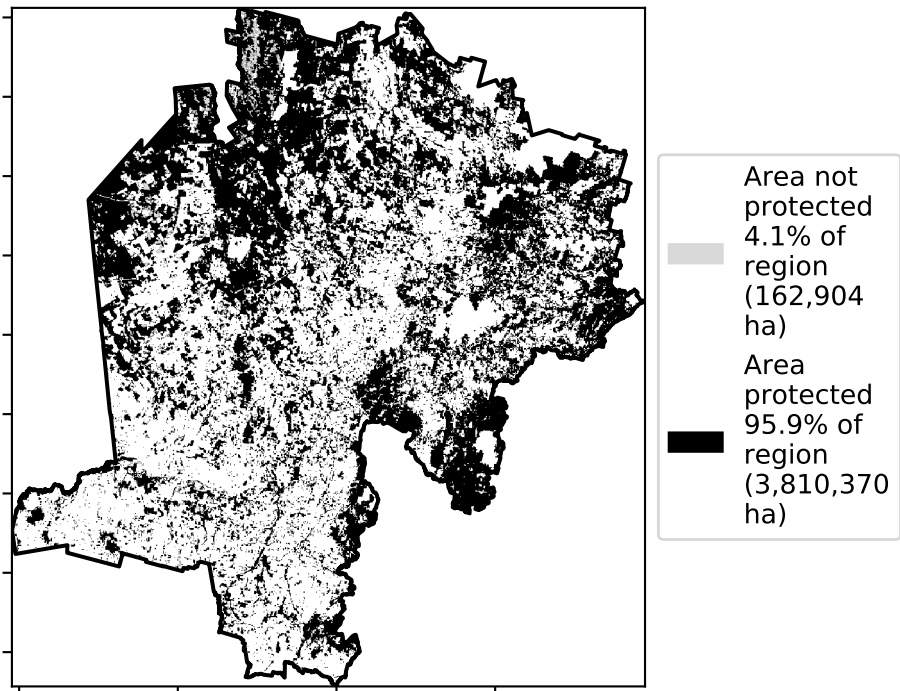 Area not
protected
4.1% of
region
(162,904
ha)
Area
protected
95.9% of
region
(3,810,370
ha)